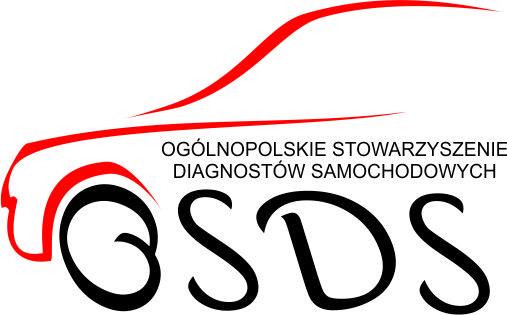 OGÓLNOPOLSKIE STOWARZYSZENIE
DIAGNOSTÓW SAMOCHODOWYCH
OSDS